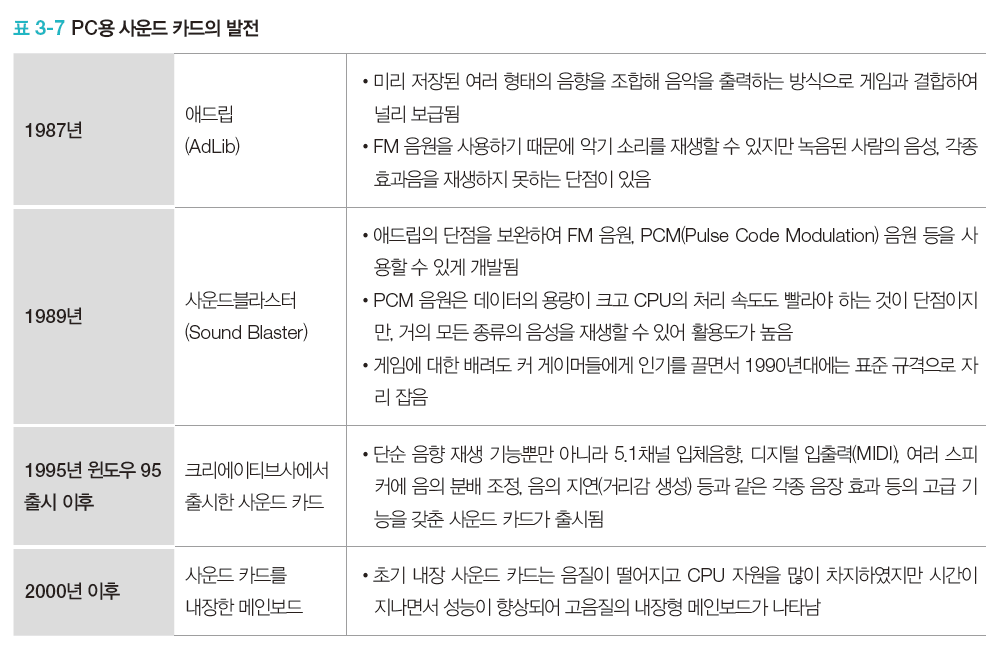 표 3-7 PC용 사운드 카드의 발전
1987년
애드립
(AdLib)
• 미리 저장된 여러 형태의 음향을 조합해 음악을 출력하는 방식으로 게임과 결합하여
널리 보급됨
• FM 음원을 사용하기 때문에 악기 소리를 재생할 수 있지만 녹음된 사람의 음성, 각종
효과음을 재생하지 못하는 단점이 있음
1989년
사운드블라스터
(Sound Blaster)
• 애드립의 단점을 보완하여 FM 음원, PCM(Pulse Code Modulation) 음원 등을 사
용할 수 있게 개발됨
• PCM 음원은 데이터의 용량이 크고 CPU의 처리 속도도 빨라야 하는 것이 단점이지
만, 거의 모든 종류의 음성을 재생할 수 있어 활용도가 높음
• 게임에 대한 배려도 커 게이머들에게 인기를 끌면서 1990년대에는 표준 규격으로 자
리 잡음
1995년 윈도우 95
출시 이후
크리에이티브사에서
출시한 사운드 카드
• 단순 음향 재생 기능뿐만 아니라 5.1채널 입체음향, 디지털 입출력(MIDI), 여러 스피
커에 음의 분배 조정, 음의 지연(거리감 생성) 등과 같은 각종 음장 효과 등의 고급 기
능을 갖춘 사운드 카드가 출시됨
2000년 이후
사운드 카드를
내장한 메인보드
• 초기 내장 사운드 카드는 음질이 떨어지고 CPU 자원을 많이 차지하였지만 시간이
지나면서 성능이 향상되어 고음질의 내장형 메인보드가 나타남